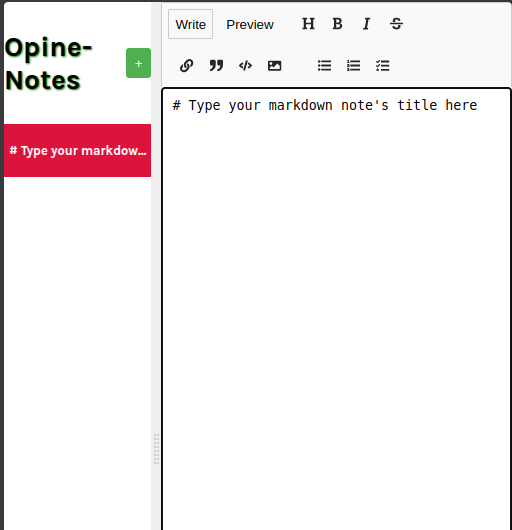 Opine-
Notes
+
# Type your markdow...
Write Preview H B I S
# Type your markdown note's title here